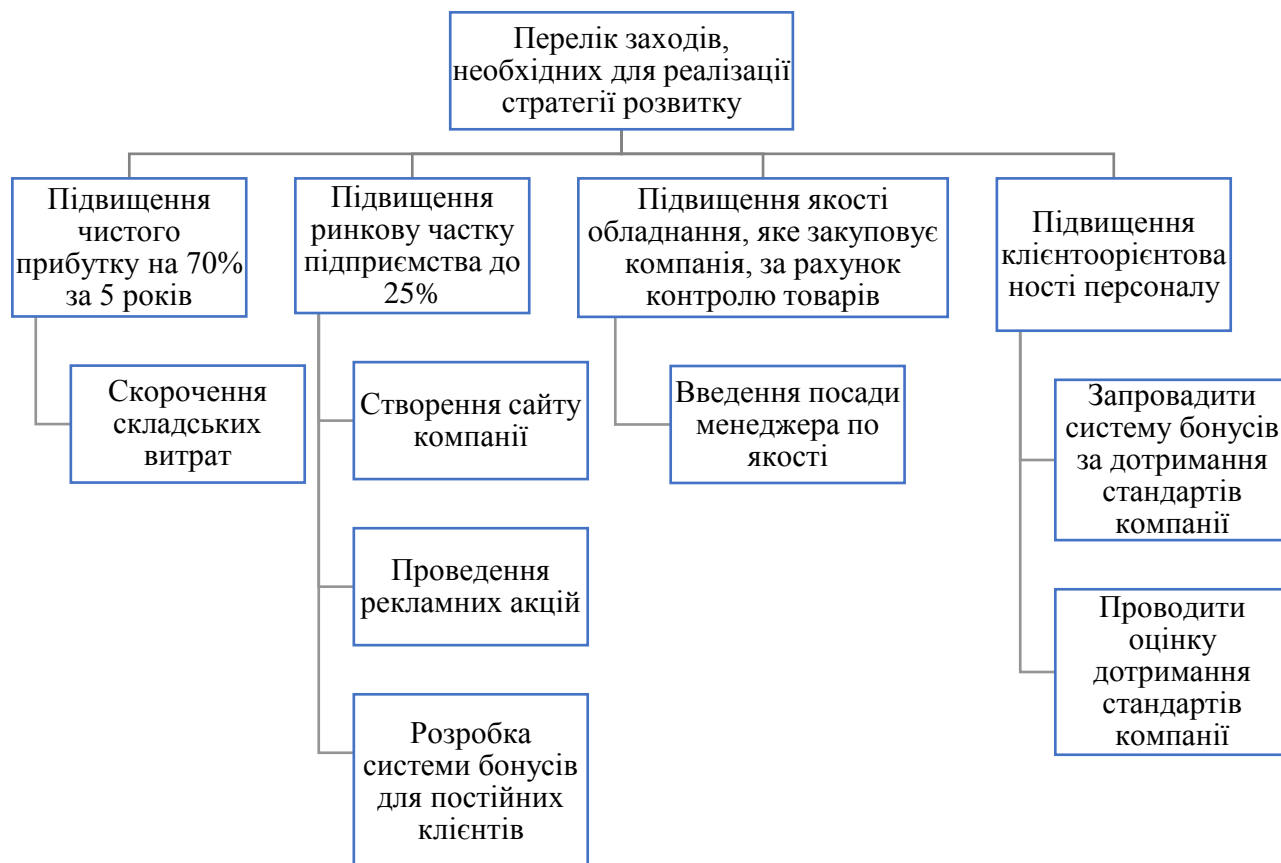 Перелік заходів,
необхідних для реалізації
стратегії розвитку
Підвищення
чистого
прибутку на 70%
за 5 років
Скорочення
складських
витрат
Підвищення
ринкову частку
підприємства до
25%
Створення сайту
компанії
Проведення
рекламних акцій
Розробка
системи бонусів
для постійних
клієнтів
Підвищення якості
обладнання, яке закуповує
компанія, за рахунок
контролю товарів
Введення посади
менеджера по
якості
Підвищення
клієнтоорієнтова
ності персоналу
Запровадити
систему бонусів
за дотримання
стандартів
компанії
Проводити
оцінку
дотримання
стандартів
компанії